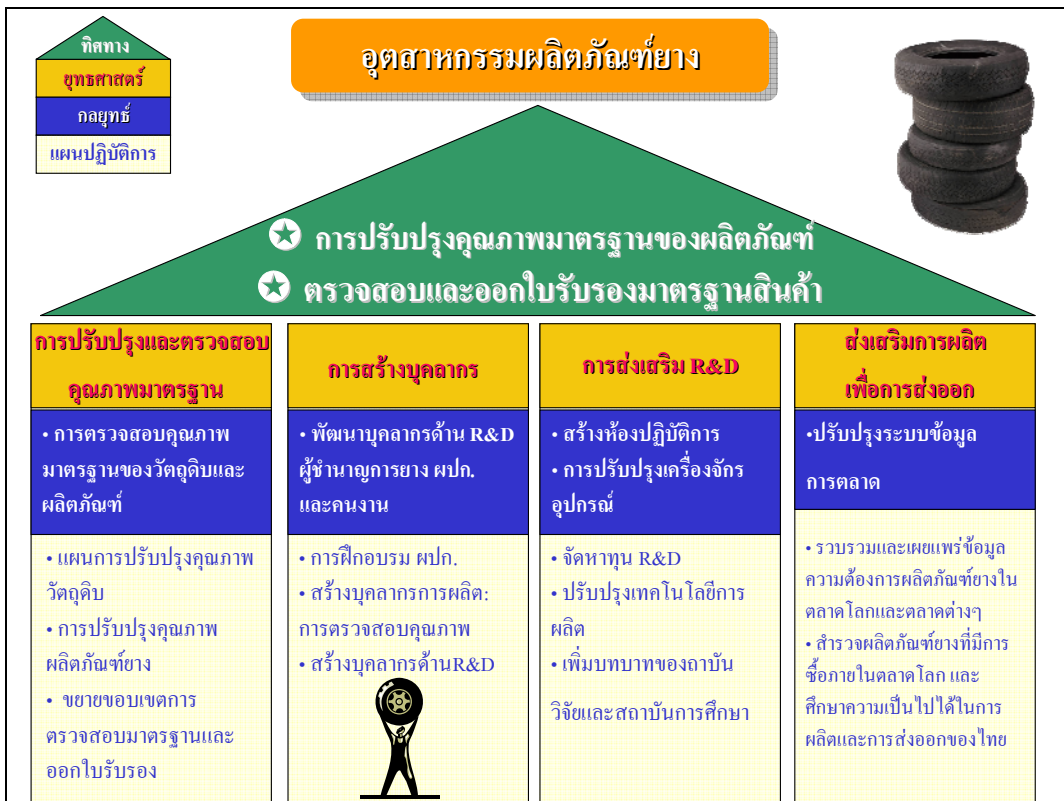 ทิศทาง
ยุทธศาสตร์
กลยุทธ์
แผนปฏิบัติการ
อุตสาหกรรมผลิตภัณฑ์ยาง
การปรับปรุงคุณภาพมาตรฐานของผลิตภัณฑ์
ตรวจสอบและออกใบรับรองมาตรฐานสินค้า
การปรับปรุงและตรวจสอบ
คุณภาพมาตรฐาน
• การตรวจสอบคุณภาพ
มาตรฐานของวัตถุดิบและ
ผลิตภัณฑ์
• แผนการปรับปรุงคุณภาพ
วัตถุดิบ
• การปรับปรุงคุณภาพ
ผลิตภัณฑ์ยาง
• ขยายขอบเขตการ
ตรวจสอบมาตรฐานและ
ออกใบรับรอง
การสร้างบุคลากร
• พัฒนาบุคลากรด้าน R&D
ผู้ชำนาญการยาง ผปก.
และคนงาน
• การฝึกอบรม ผปก.
• สร้างบุคลากรการผลิต:
การตรวจสอบคุณภาพ
• สร้างบุคลากรด้านR&D
การส่งเสริม R&D
• สร้างห้องปฏิบัติการ
• การปรับปรุงเครื่องจักร
อุปกรณ์
• จัดหาทุน R&D
• ปรับปรุงเทคโนโลยีการ
ผลิต
• เพิ่มบทบาทของถาบัน
วิจัยและสถาบันการศึกษา
ส่งเสริมการผลิต
เพื่อการส่งออก
•ปรับปรุงระบบข้อมูล
การตลาด
• รวบรวมและเผยแพร่ข้อมูล
ความต้องการผลิตภัณฑ์ยางใน
ตลาดโลกและตลาดต่างๆ
• สำรวจผลิตภัณฑ์ยางที่มีการ
ซื้อภายในตลาดโลก และ
ศึกษาความเป็นไปได้ในการ
ผลิตและการส่งออกของไทย